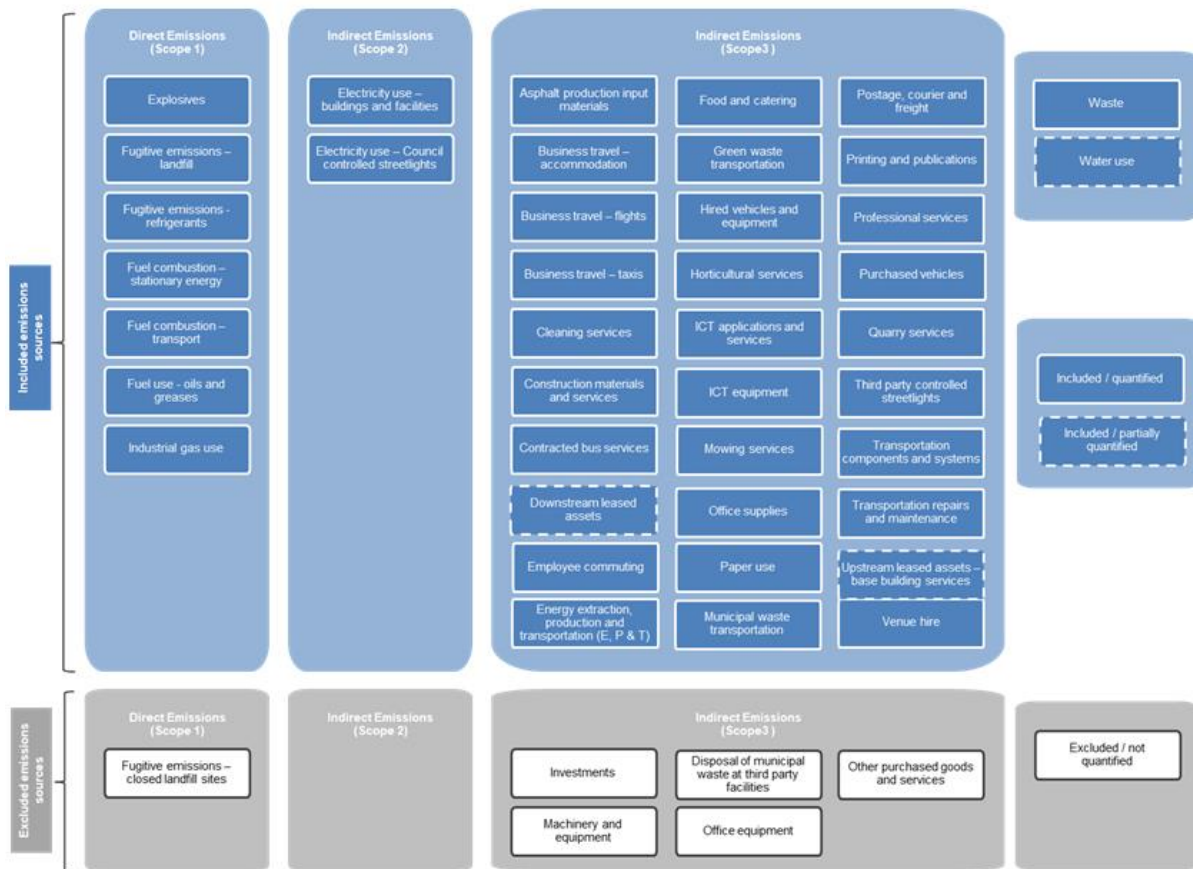 Included emissions
sources
Direct Emissions
(Scope 1)
Explosives
Fugitive emissions –
landfill
Fugitive emissions -
refrigerants
Fuel combustion –
stationary energy
Fuel combustion –
transport
Fuel use - oils and
greases
Industrial gas use
Indirect Emissions
(Scope 2)
Electricity use –
buildings and facilities
Electricity use – Council
controlled streetlights
Indirect Emissions
(Scope3 )
Asphalt production input
materials
Business travel –
accommodation
Business travel – flights
Business travel – taxis
Cleaning services
Construction materials
and services
Contracted bus services
Downstream leased
assets
Employee commuting
Energy extraction,
production and
transportation (E, P & T)
Food and catering
Green waste
transportation
Hired vehicles and
equipment
Horticultural services
ICT applications and
services
ICT equipment
Mowing services
Office supplies
Paper use
Municipal waste
transportation
Postage, courier and
freight
Printing and publications
Professional services
Purchased vehicles
Quarry services
Third party controlled
streetlights
Transportation
components and systems
Transportation repairs
and maintenance
Upstream leased assets –
base building services
Venue hire
Waste
Water use
Included / quantified
Included / partially
quantified
Excluded emissions
sources
Direct Emissions
(Scope 1)
Fugitive emissions –
closed landfill sites
Indirect Emissions
(Scope 2)
Indirect Emissions
(Scope3 )
Investments
Machinery and
equipment
Disposal of municipal
waste at third party
facilities
Office equipment
Other purchased goods
and services
Excluded / not
quantified